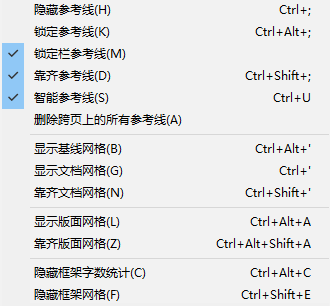 隐藏参考线(H) Ctrl+;
锁定参考线(K) Ctrl+Alt+;
锁定栏参考线(M)
靠齐参考线(D) Ctrl+Shift+;
智能参考线(S) Ctrl+U
删除跨页上的所有参考线(A)
显示基线网格(B) Ctrl+Alt+'
显示文档网格(G) Ctrl+'
靠齐文档网格(N) Ctrl+Shift+'
显示版面网格(L) Ctrl+Alt+A
靠齐版面网格(Z) Ctrl+Alt+Shift+A
隐藏框架字数统计(C) Ctrl+Alt+C
隐藏框架网格(F) Ctrl+Shift+E